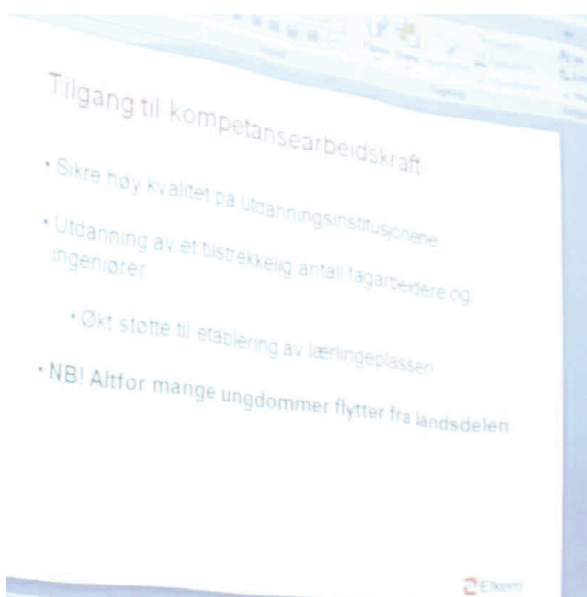 Tilgang til kompetansearbeidskraft
• Sikre høy kvalitet på utdanningsinstitusjonene
• Utdanning av et tilstrekkelig antall fagarbeidere og
ingeniører
• Økt støtte til etablering av lærlingeplasser!
• NB! Altfor mange ungdommer flytter fra landsdelen
Elkem